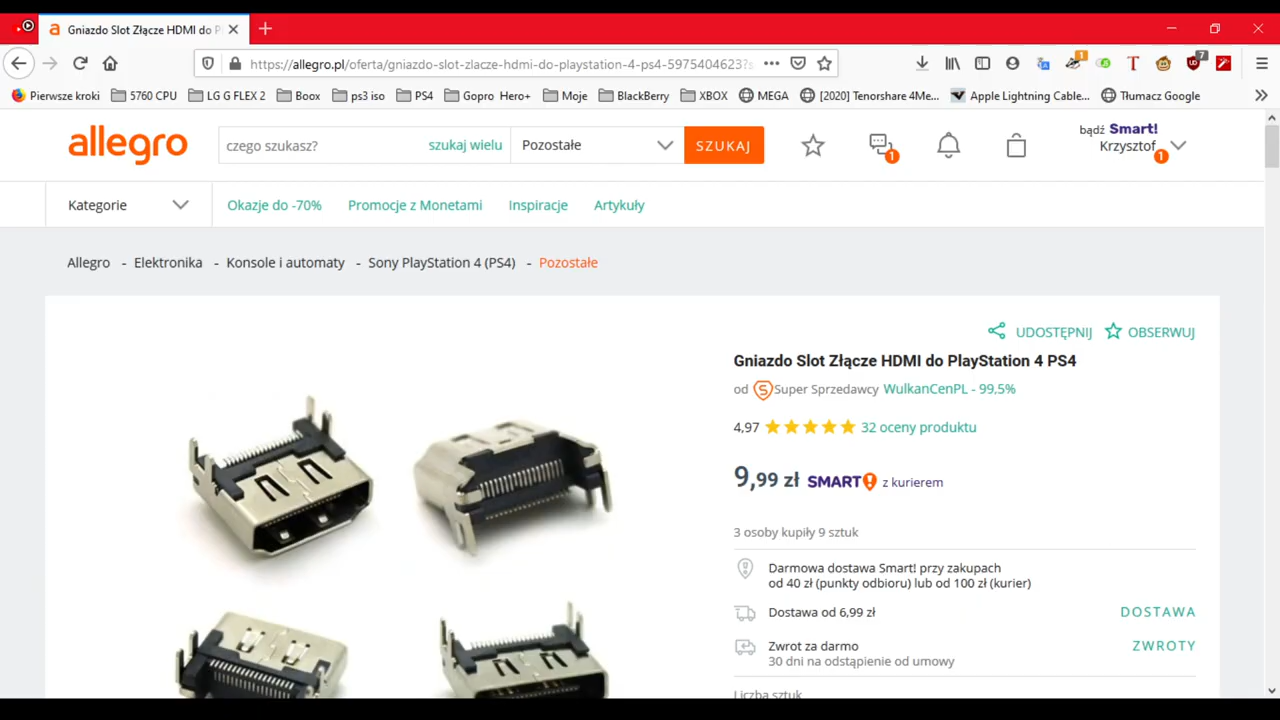 Gniazdo Slot Złącze HDMI do P
https://allegro.pl/oferta/gniazdo-slot-zlacze-hdmi-do-playstation-4-ps4-5975404623?s
1
7
Pierwsze kroki
5760 CPU
LG G FLEX 2
Boox
ps3 iso
PS4
Gopro Hero+
Moje
BlackBerry
XBOX
MEGA
[2020] Tenorshare 4Me...
Apple Lightning Cable...
Tłumacz Google
allegro
czego szukasz?
szukaj wielu
Pozostałe
SZUKAJ
1
bądź Smart!
Krzysztof
1
Kategorie
Okazje do -70%
Promocje z Monetami
Inspiracje
Artykuły
Allegro - Elektronika - Konsole i automaty - Sony PlayStation 4 (PS4) - Pozostałe
UDOSTĘPNIJ
OBSERWUJ
Gniazdo Slot Złącze HDMI do PlayStation 4 PS4
od Super Sprzedawcy WulkanCenPL - 99,5%
4,97 32 oceny produktu
9,99 zł SMART! z kurierem
3 osoby kupiły 9 sztuk
Darmowa dostawa Smart! przy zakupach
od 40 zł (punkty odbioru) lub od 100 zł (kurier)
Dostawa od 6,99 zł
DOSTAWA
Zwrot za darmo
ZWROTY
30 dni na odstąpienie od umowy
Liczba sztuk